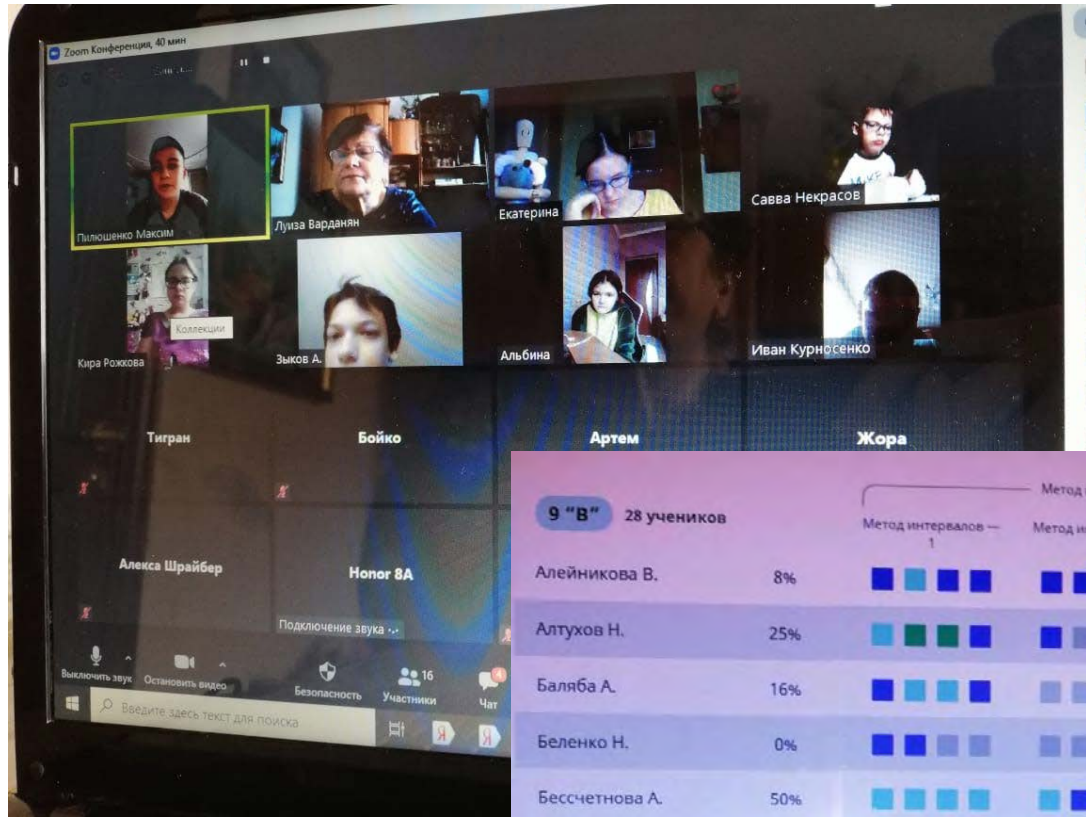 Zoom Конференция, 40 мин
Пилюшенко Максим
Луиза Варданян
Екатерина
Савва Некрасов
Кира Рожкова
Коллекции
Зыков А.
Альбина
Иван Курносенко
Тигран
Бойко
Артем
Жора
Алекса Шрайбер
Honor 8A
Подключение звука
Выключить звук
Остановить видео
Безопасность
16
Участники
4
Чат
Введите здесь текст для поиска
Я
Я
Метод
9 "В" 28 учеников
Метод интервалов —
1
Метод
Алейникова В. 8%
Алтухов Н. 25%
Баляба А. 16%
Беленко Н. 0%
Бессчетнова А. 50%